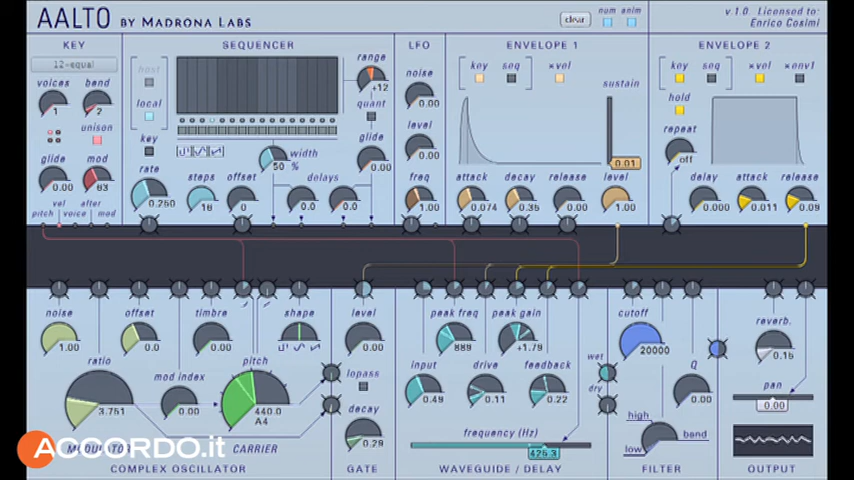 AALTO BY MADRONA LABS
clear
num anim
v.1.0. Licensed to:
Enrico Cosimi
KEY
12-equal
voices bend
1 2
unison
glide mod
0.00 63
vel after
pitch voice mod
SEQUENCER
host
local
key
range
+12
quant
glide
0.00
width
50 %
rate steps offset delays
0.260 16 0 0.0 0.0
LFO
noise
0.00
level
0.00
freq
1.00
ENVELOPE 1
key seq ×vel
sustain
0.01
attack decay release level
0.074 0.35 0.00 1.00
ENVELOPE 2
key seq ×vel ×env1
hold
repeat
off
delay attack release
0.000 0.011 0.09
noise offset timbre shape
1.00 0.0 0.00
ratio mod index pitch
3.751 0.00 440.0
A4
MODULATOR CARRIER
COMPLEX OSCILLATOR
level
0.00
lopass
decay
0.29
GATE
peak freq peak gain
889 +1.79
input drive feedback
0.49 0.11 0.22
wet
dry
frequency (Hz)
426.3
WAVEGUIDE / DELAY
cutoff
20000
Q
0.00
high
band
low
FILTER
reverb.
0.16
pan
0.00
OUTPUT
ACCORDO.it